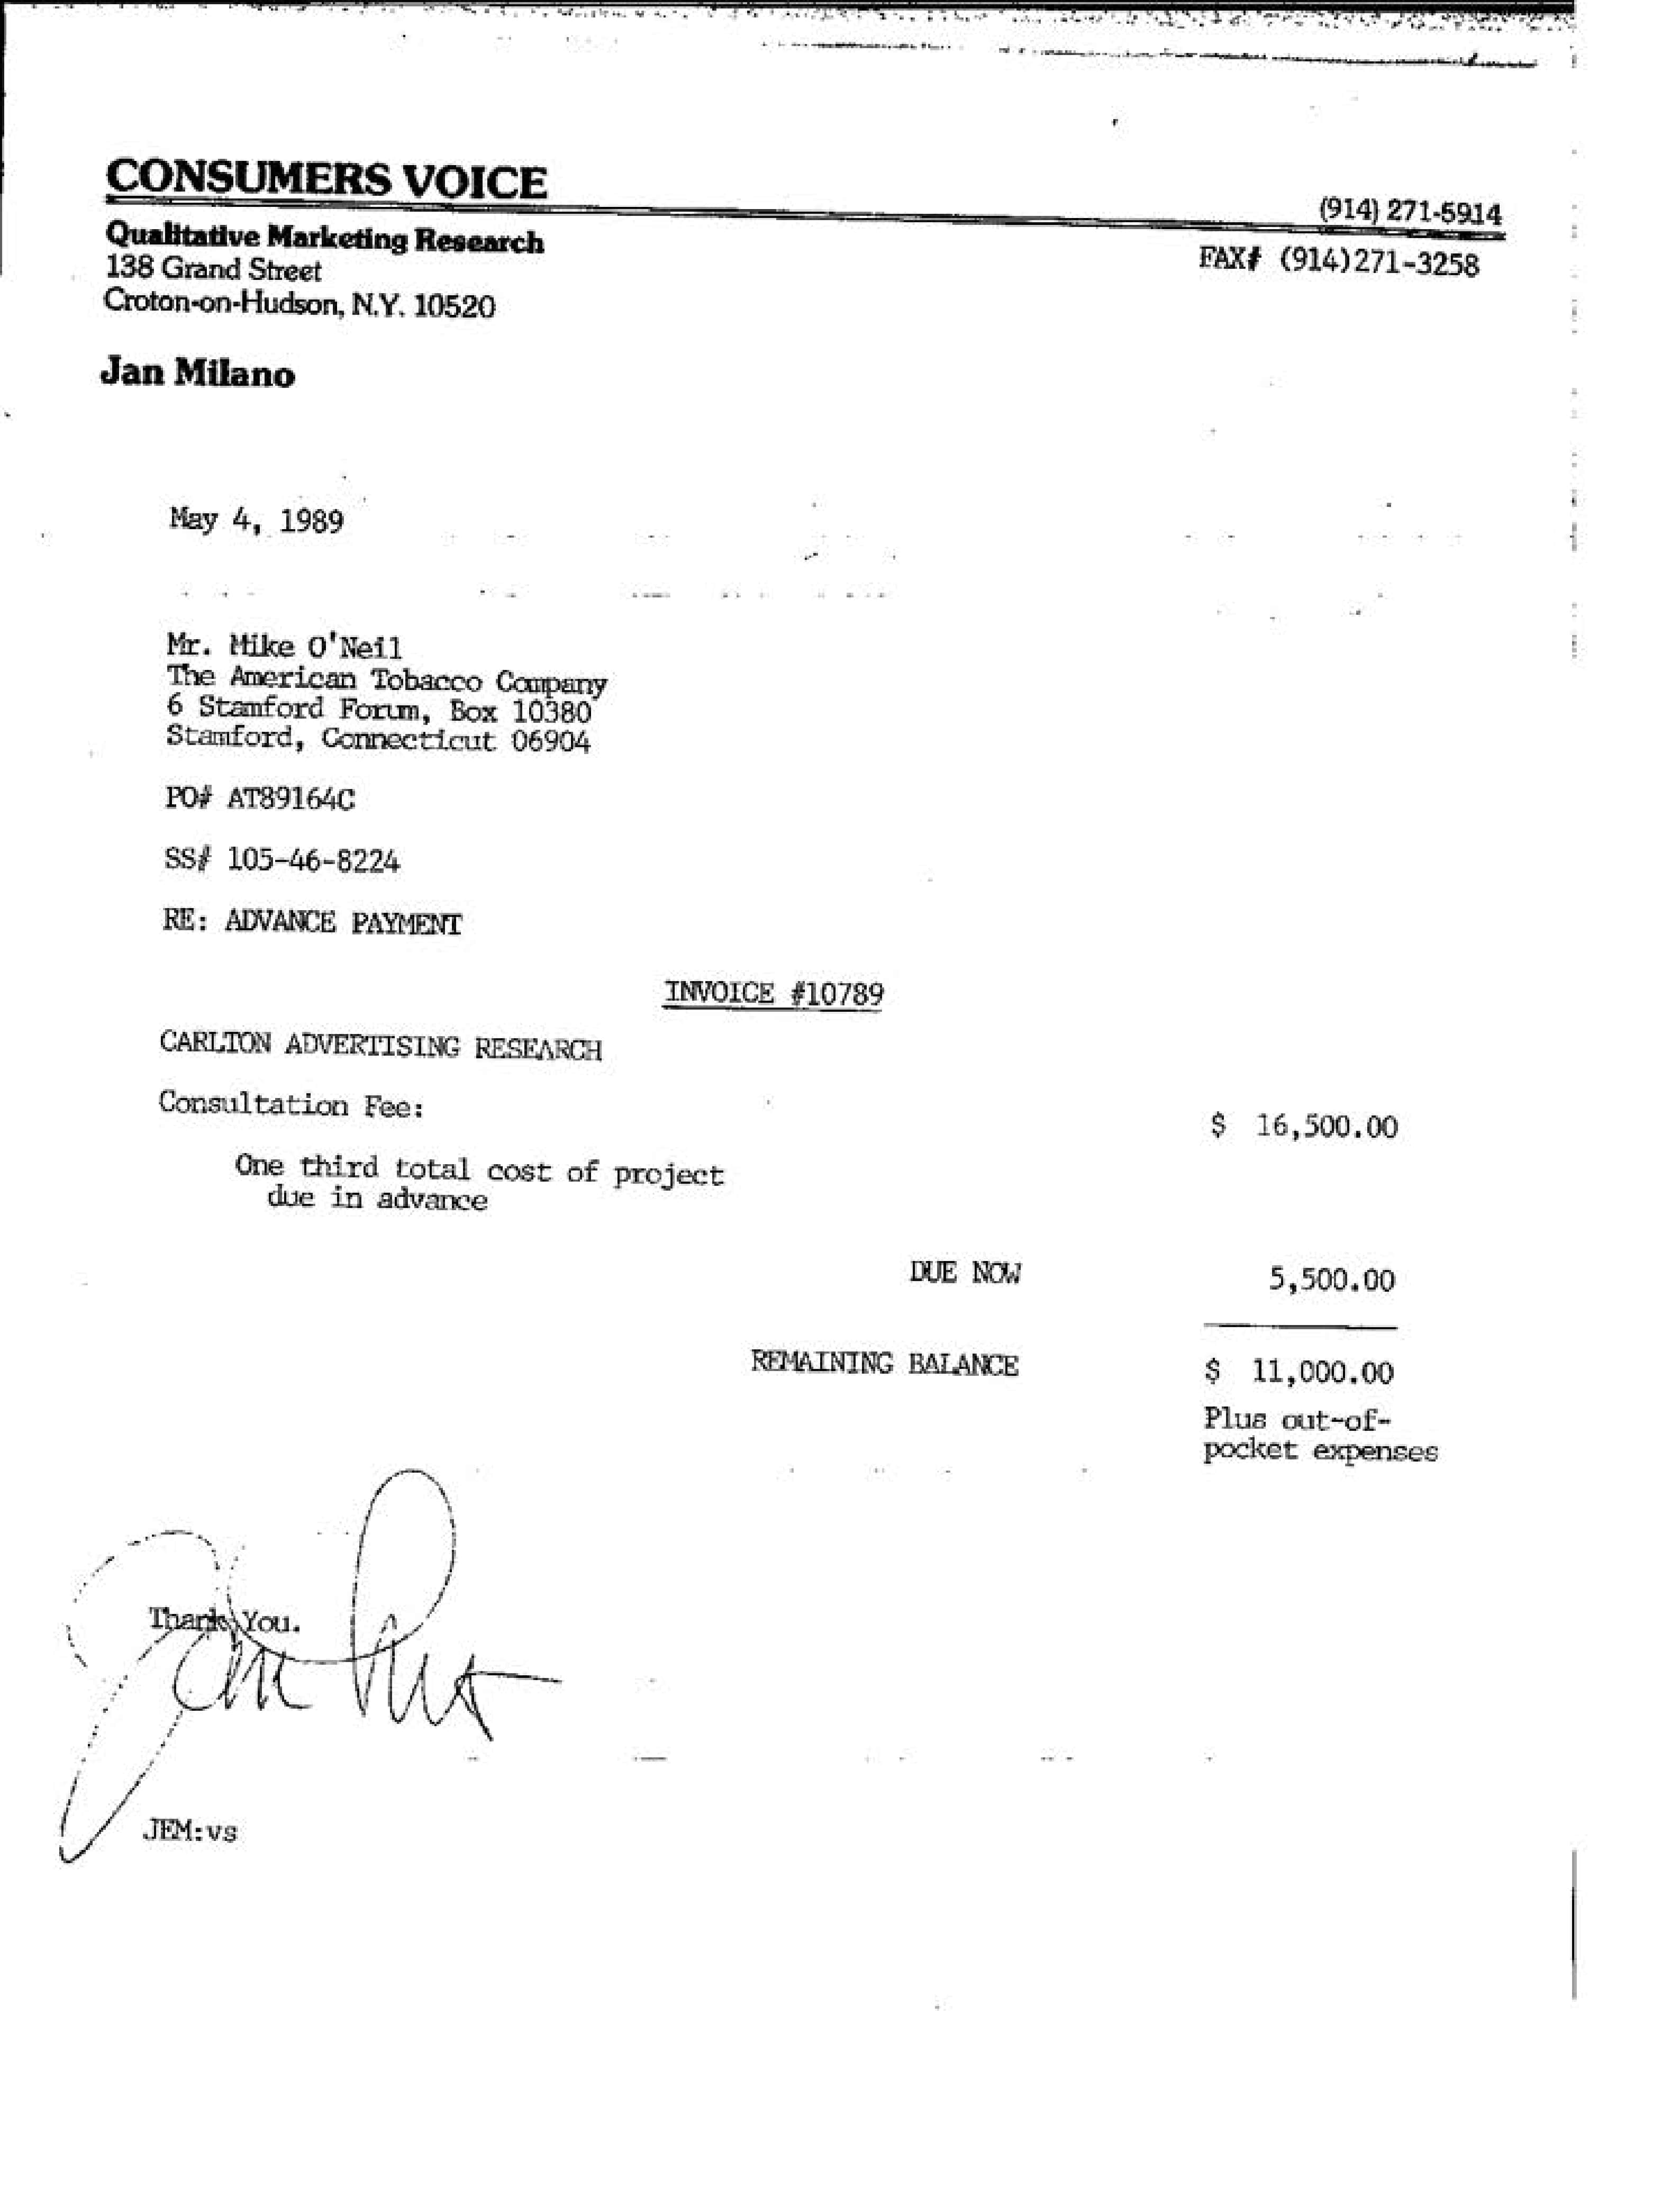 CONSUMERS VOICE
(914) 271-5914
Qualitative Marketing Research
FAX# (914)271-3258
138 Grand Street
Croton-on-Hudson, N.Y. 10520
Jan Milano
May 4, 1989
Mr. Mike O'Neil
The American Tobacco Company
6 Stamford Forum, Box 10380
Stamford, Connecticut 06904
PO# AT89164C
SS# 105-46-8224
RE: ADVANCE PAYMENT
INVOICE #10789
CARLTON ADVERTISING RESEARCH
Consultation Fee:
$ 16,500.00
One third total cost of project
due in advance
DUE NOW 5,500.00
REMAINING BALANCE $ 11,000.00
Plus out-of-
pocket expenses
Thank You.
JEM:vs